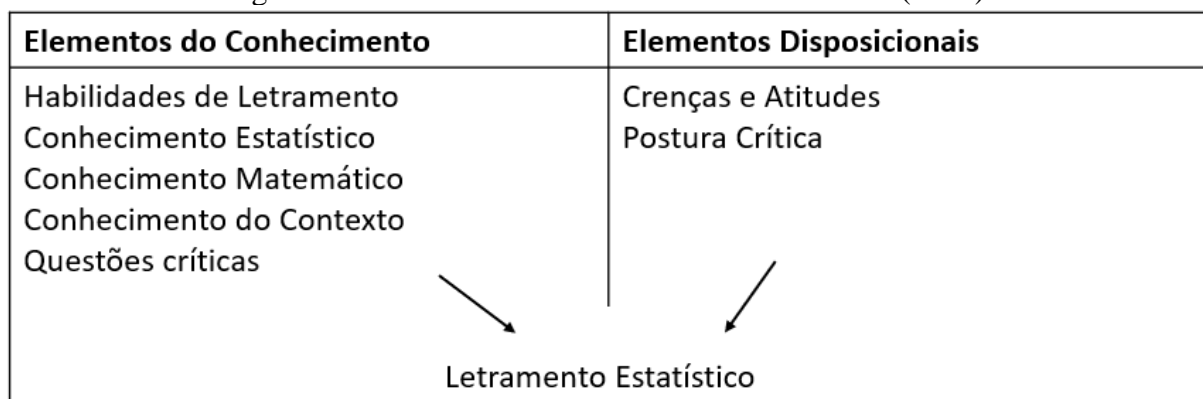 Elementos do Conhecimento
Elementos Disposicionais
Habilidades de Letramento
Conhecimento Estatístico
Conhecimento Matemático
Conhecimento do Contexto
Questões críticas
Crenças e Atitudes
Postura Crítica
Letramento Estatístico